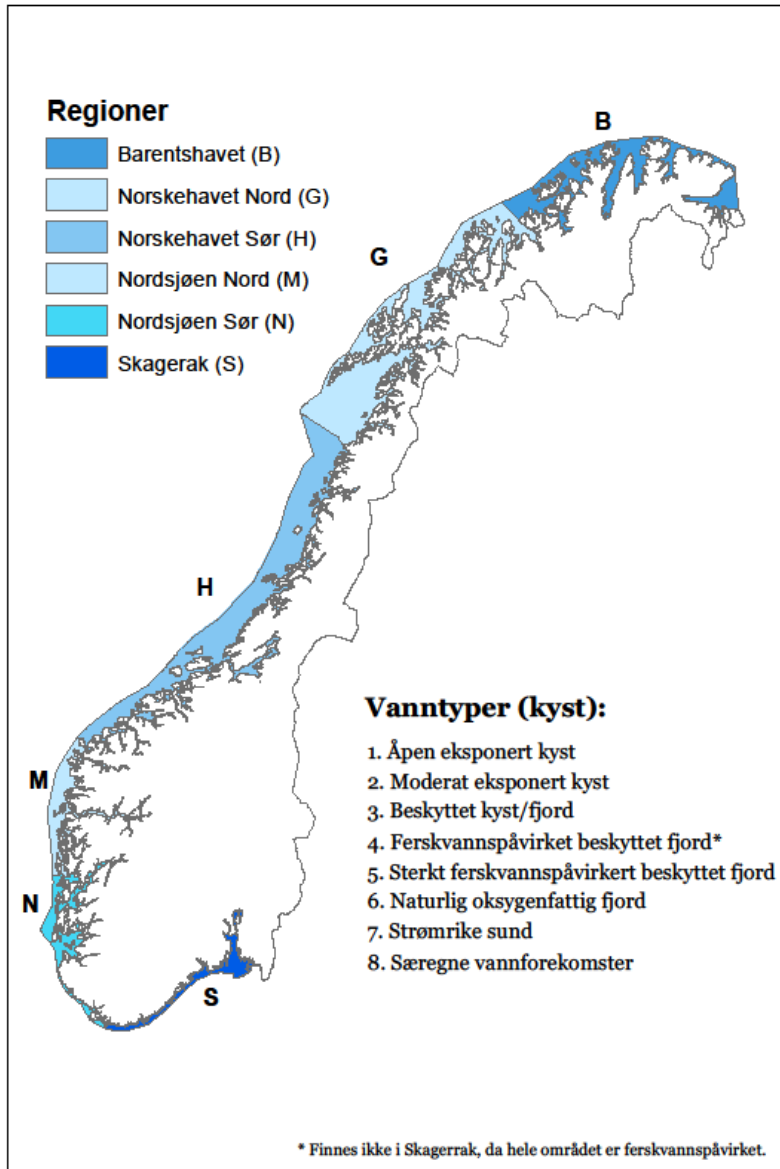 Regioner
Barentshavet (B)
Norskehavet Nord (G)
Norskehavet Sør (H)
Nordsjøen Nord (M)
Nordsjøen Sør (N)
Skagerak (S)
B
G
H
M
N
S
Vanntyper (kyst):
1. Åpen eksponert kyst
2. Moderat eksponert kyst
3. Beskyttet kyst/fjord
4. Ferskvannspåvirket beskyttet fjord*
5. Sterkt ferskvannspåvirkert beskyttet fjord
6. Naturlig oksygenfattig fjord
7. Strømrike sund
8. Særegne vannforekomster
* Finnes ikke i Skagerrak, da hele området er ferskvannspåvirket.